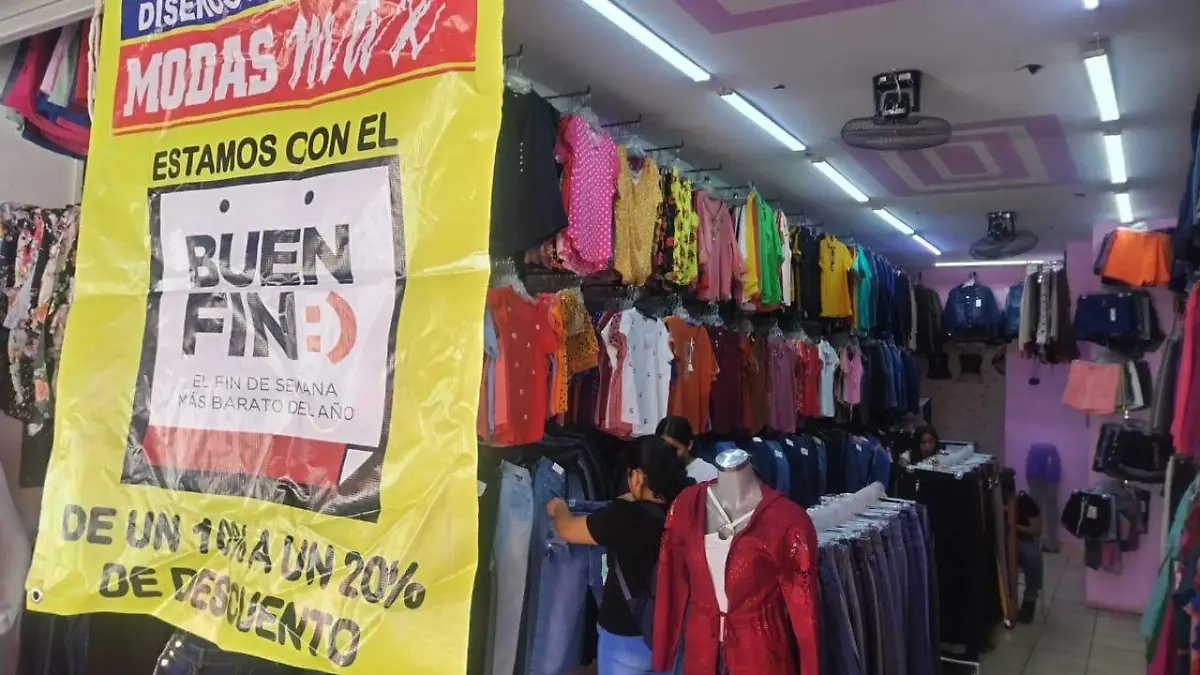 MODAS max
ESTAMOS CON EL
BUEN
FIN:)
EL FIN DE SEMANA
MÁS BARATO DEL AÑO
DE UN 10% A UN 20%
DE DESCUENTO